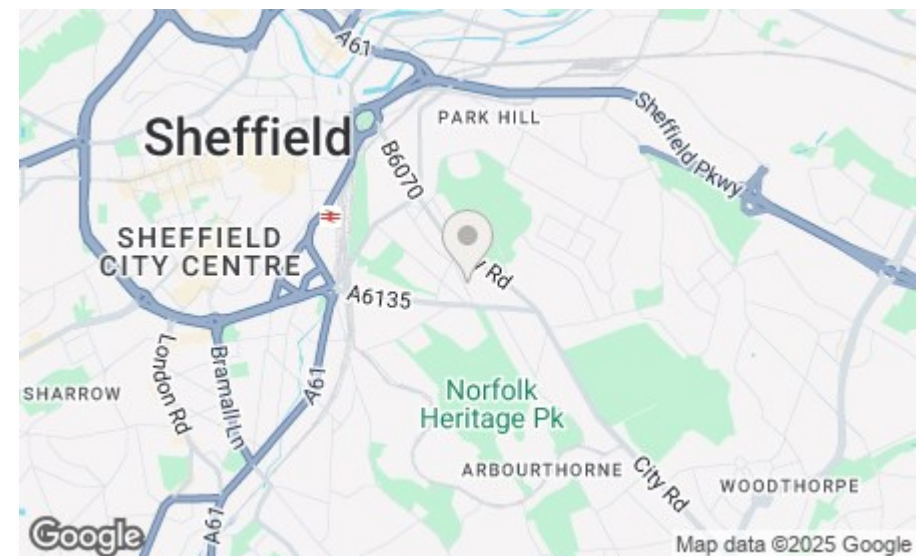 A61
PARK HILL
Sheffield
Sheffield Pkwy
B6070
SHEFFIELD
CITY CENTRE
Rd
A6135
London Rd
Bramall Ln
A61
SHARROW
Norfolk
Heritage Pk
ARBOURTHORNE
City Rd
WOODTHORPE
A61
Google
Map data ©2025 Google